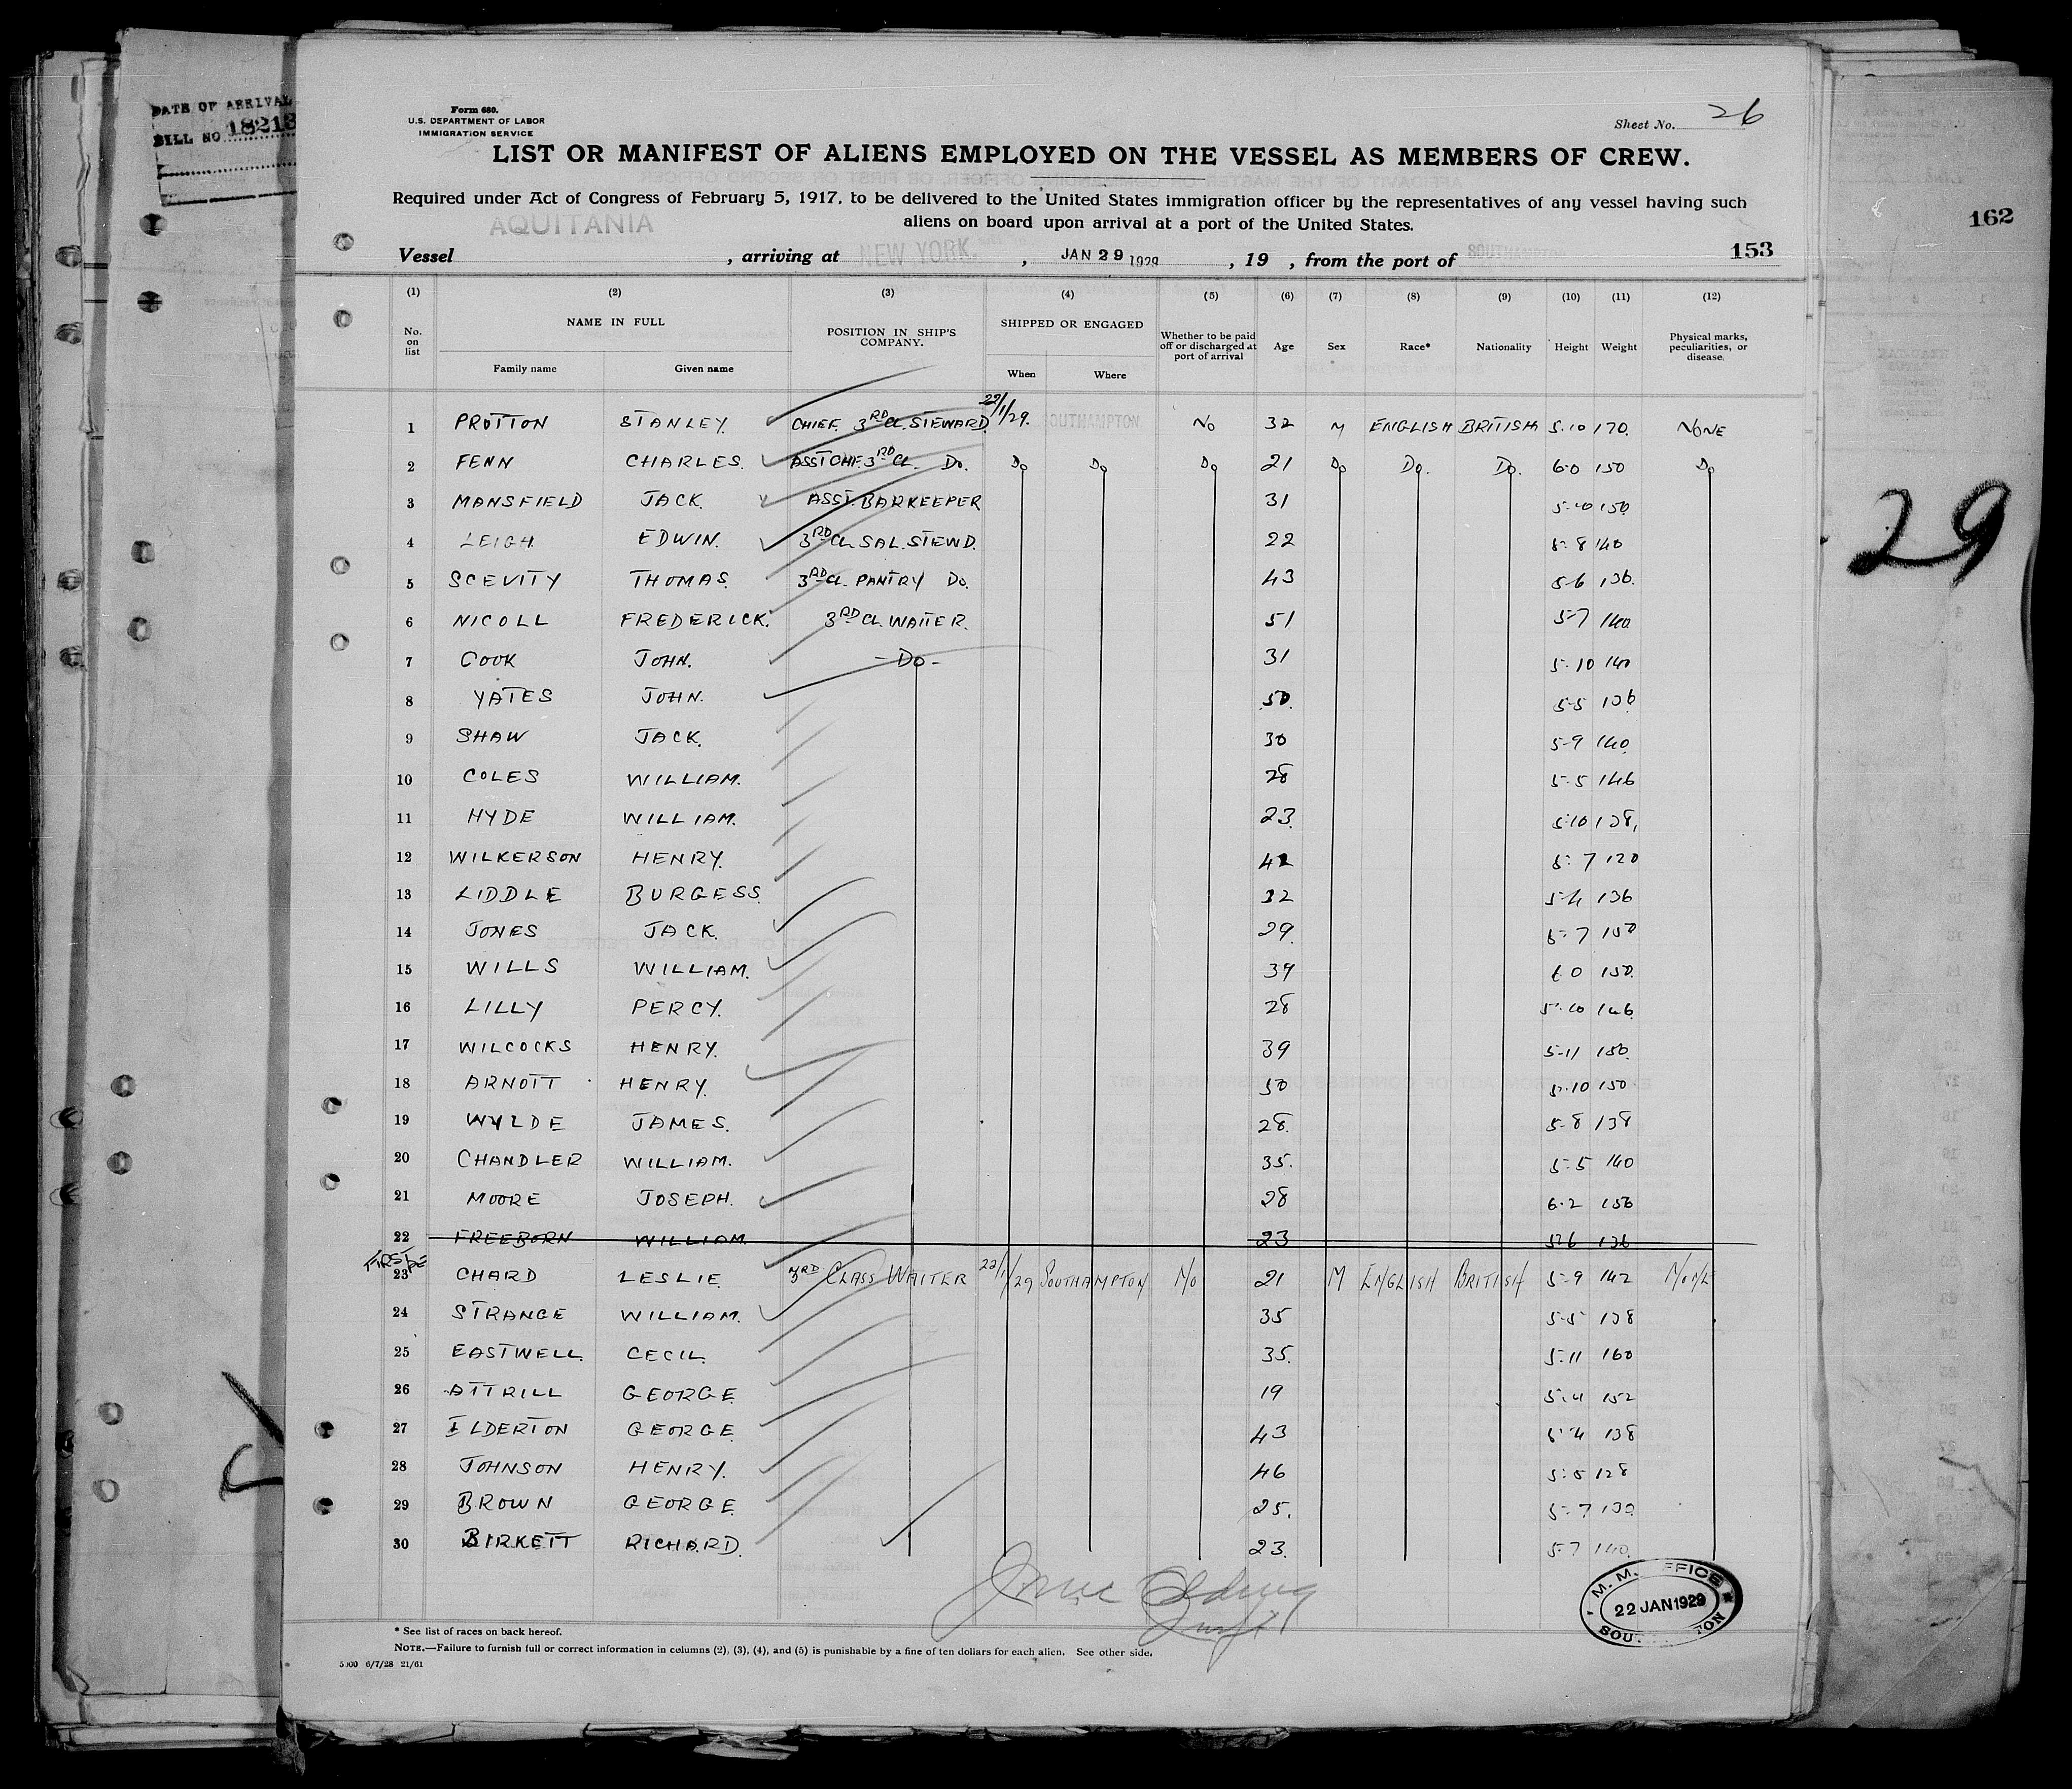 DATE OF ARRIVAL
BILL NO 18213
Form 680.
U.S. DEPARTMENT OF LABOR
IMMIGRATION SERVICE
Sheet No. 26
LIST OR MANIFEST OF ALIENS EMPLOYED ON THE VESSEL AS MEMBERS OF CREW.
Required under Act of Congress of February 5, 1917, to be delivered to the United States immigration officer by the representatives of any vessel having such
aliens on board upon arrival at a port of the United States.
Vessel AQUITANIA, arriving at NEW YORK., JAN 29 1929, 19 , from the port of SOUTHAMPTON 153
162
29
(1) (2) (3) (4) (5) (6) (7) (8) (9) (10) (11) (12)
No. on list NAME IN FULL POSITION IN SHIP'S COMPANY. SHIPPED OR ENGAGED Whether to be paid off or discharged at port of arrival Age Sex Race* Nationality Height Weight Physical marks, peculiarities, or disease.
Family name Given name When Where
1 PROTTON STANLEY. CHIEF 3RD CL. STEWARD. 22/1/29. SOUTHAMPTON NO 32 M ENGLISH BRITISH 5.10 170. NONE
2 FENN CHARLES. ASST CHF. 3RD CL. DO. DO DO DO 21 DO DO. DO. 6.0 150 DO
3 MANSFIELD JACK. ASST. BARKEEPER 31 5-10 150.
4 LEIGH. EDWIN. 3RD CL. SAL. STEWD. 22 5-8 140
5 SCEVITY THOMAS. 3RD CL. PANTRY DO. 43 5-6 136.
6 NICOLL FREDERICK. 3RD CL. WAITER. 51 5-7 140
7 COOK JOHN. - DO - 31 5.10 140
8 YATES JOHN. 50. 5-5 136
9 SHAW JACK. 30 5-9 140
10 COLES WILLIAM. 28 5-5 146
11 HYDE WILLIAM. 23. 5.10 138.
12 WILKERSON HENRY. 42 5.7 120
13 LIDDLE BURGESS. 32 5-4 136
14 JONES JACK. 29. 5-7 150
15 WILLS WILLIAM. 39 6.0 150.
16 LILLY PERCY. 28 5.10 146.
17 WILCOCKS HENRY. 39 5-11 150.
18 ARNOTT HENRY. 50 5.10 150
19 WYLDE JAMES. 28. 5-8 138
20 CHANDLER WILLIAM. 35. 5-5 140
21 MOORE JOSEPH. 28 6.2 156
22 FREEBORN WILLIAM. 23 5.6 136
23 CHARD LESLIE. 3RD CLASS WAITER 22/1/29 SOUTHAMPTON NO 21 M ENGLISH BRITISH 5-9 142 NONE
24 STRANGE WILLIAM. 35 5-5 138
25 EASTWELL. CECIL. 35. 5.11 160
26 ATTRILL GEORGE. 19 5.4 152
27 ELDERTON GEORGE. 43 5.4 138
28 JOHNSON HENRY. 46 5.5 128
29 BROWN GEORGE. 25. 5-7 130
30 BIRKETT RICHARD. 23. 5-7 140.
M.M. OFFICE
22 JAN 1929
SOUTHAMPTON
* See list of races on back hereof.
NOTE.—Failure to furnish full or correct information in columns (2), (3), (4), and (5) is punishable by a fine of ten dollars for each alien. See other side.
5000 6/7/28 21/61